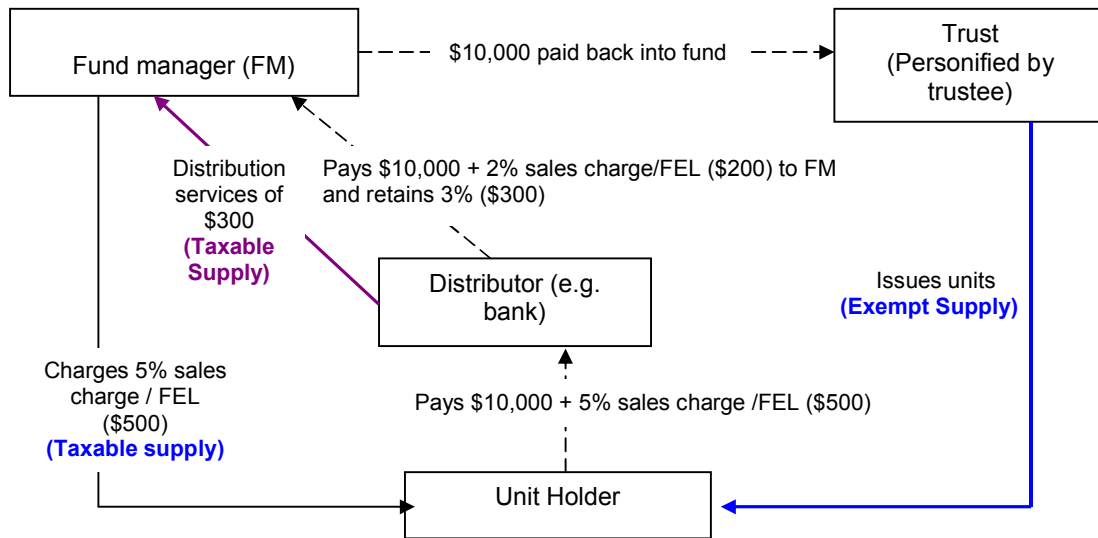 Fund manager (FM)
$10,000 paid back into fund
Trust
(Personified by
trustee)
Distribution
services of
$300
(Taxable
Supply)
Pays $10,000 + 2% sales charge/FEL ($200) to FM
and retains 3% ($300)
Distributor (e.g.
bank)
Issues units
(Exempt Supply)
Charges 5% sales
charge / FEL
($500)
(Taxable supply)
Pays $10,000 + 5% sales charge /FEL ($500)
Unit Holder